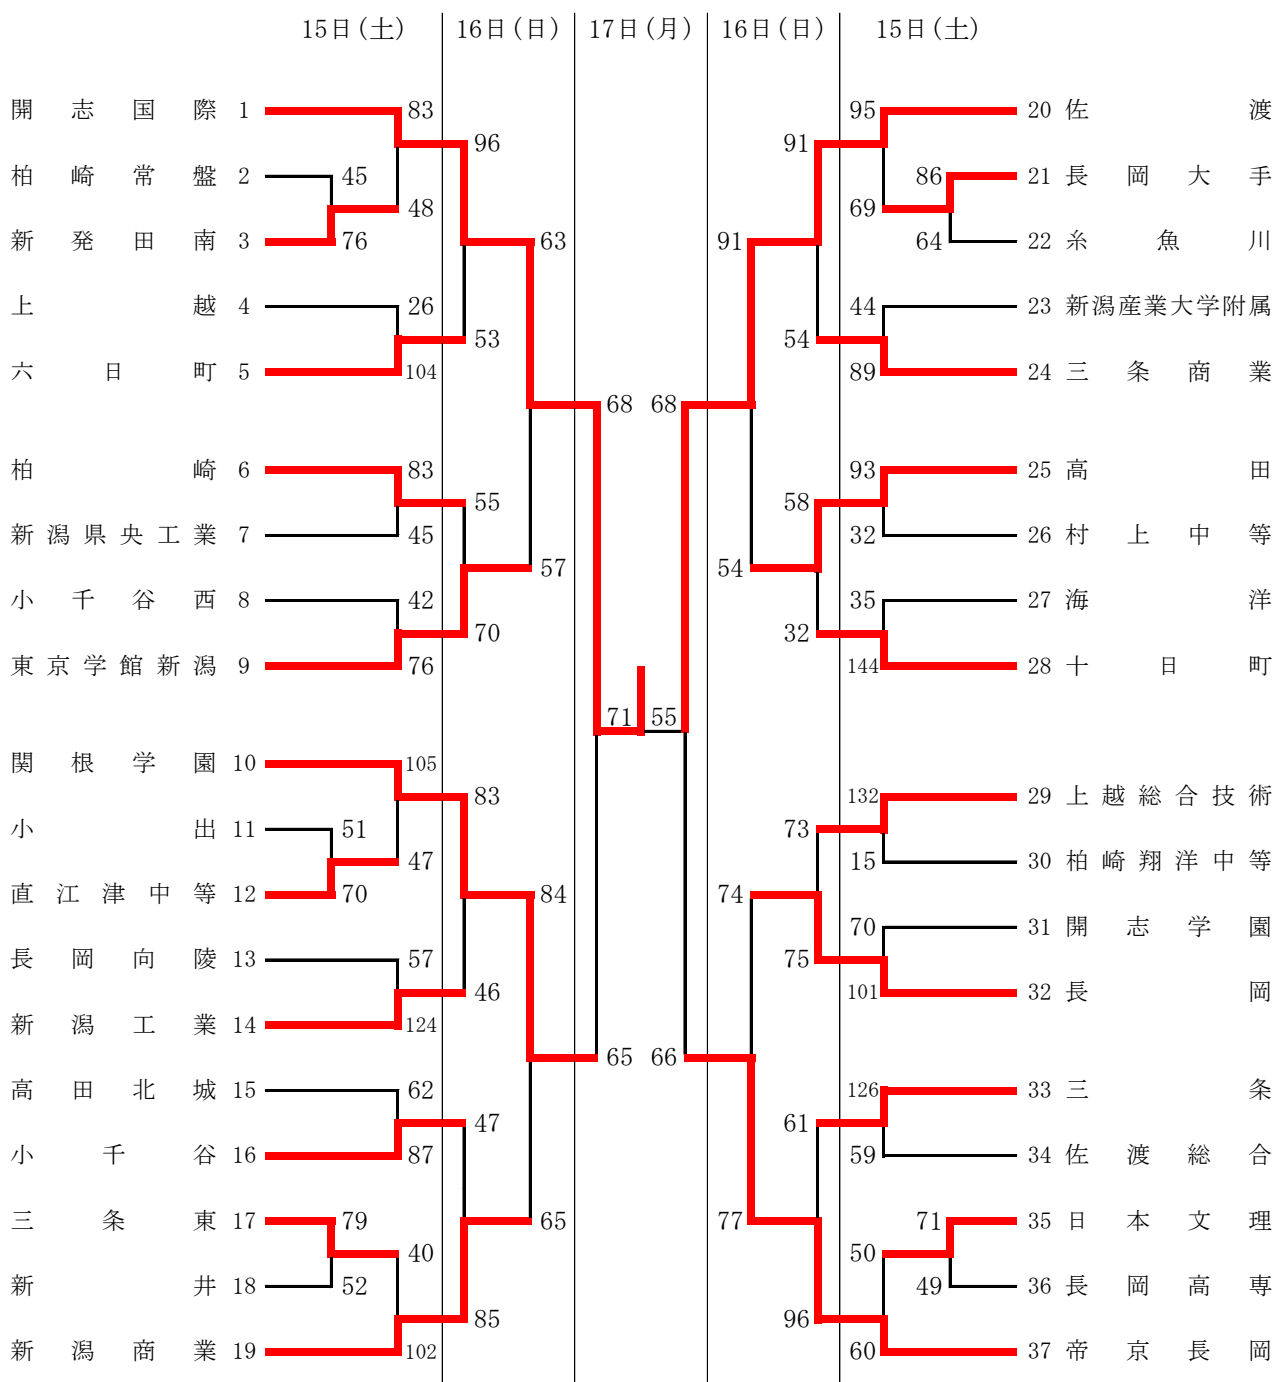 15日(土) 16日(日) 17日(月) 16日(日) 15日(土)
開志国際 1 83 95 20 佐渡
96 91
柏崎常盤 2 45 86 21 長岡大手
48 69
新発田南 3 76 63 91 64 22 糸魚川
上越 4 26 44 23 新潟産業大学附属
53 54
六日町 5 104 89 24 三条商業
68 68
柏崎 6 83 93 25 高田
55 58
新潟県央工業 7 45 32 26 村上中等
57 54
小千谷西 8 42 35 27 海洋
70 32
東京学館新潟 9 76 144 28 十日町
71 55
関根学園 10 105
83 132 29 上越総合技術
小出 11 51 73
47 15 30 柏崎翔洋中等
直江津中等 12 70 84 74
70 31 開志学園
長岡向陵 13 57 75
46 101 32 長岡
新潟工業 14 124
65 66
高田北城 15 62 126 33 三条
47 61
小千谷 16 87 59 34 佐渡総合
三条東 17 79 65 77 71 35 日本文理
40 50
新井 18 52 49 36 長岡高専
85 96
新潟商業 19 102 60 37 帝京長岡